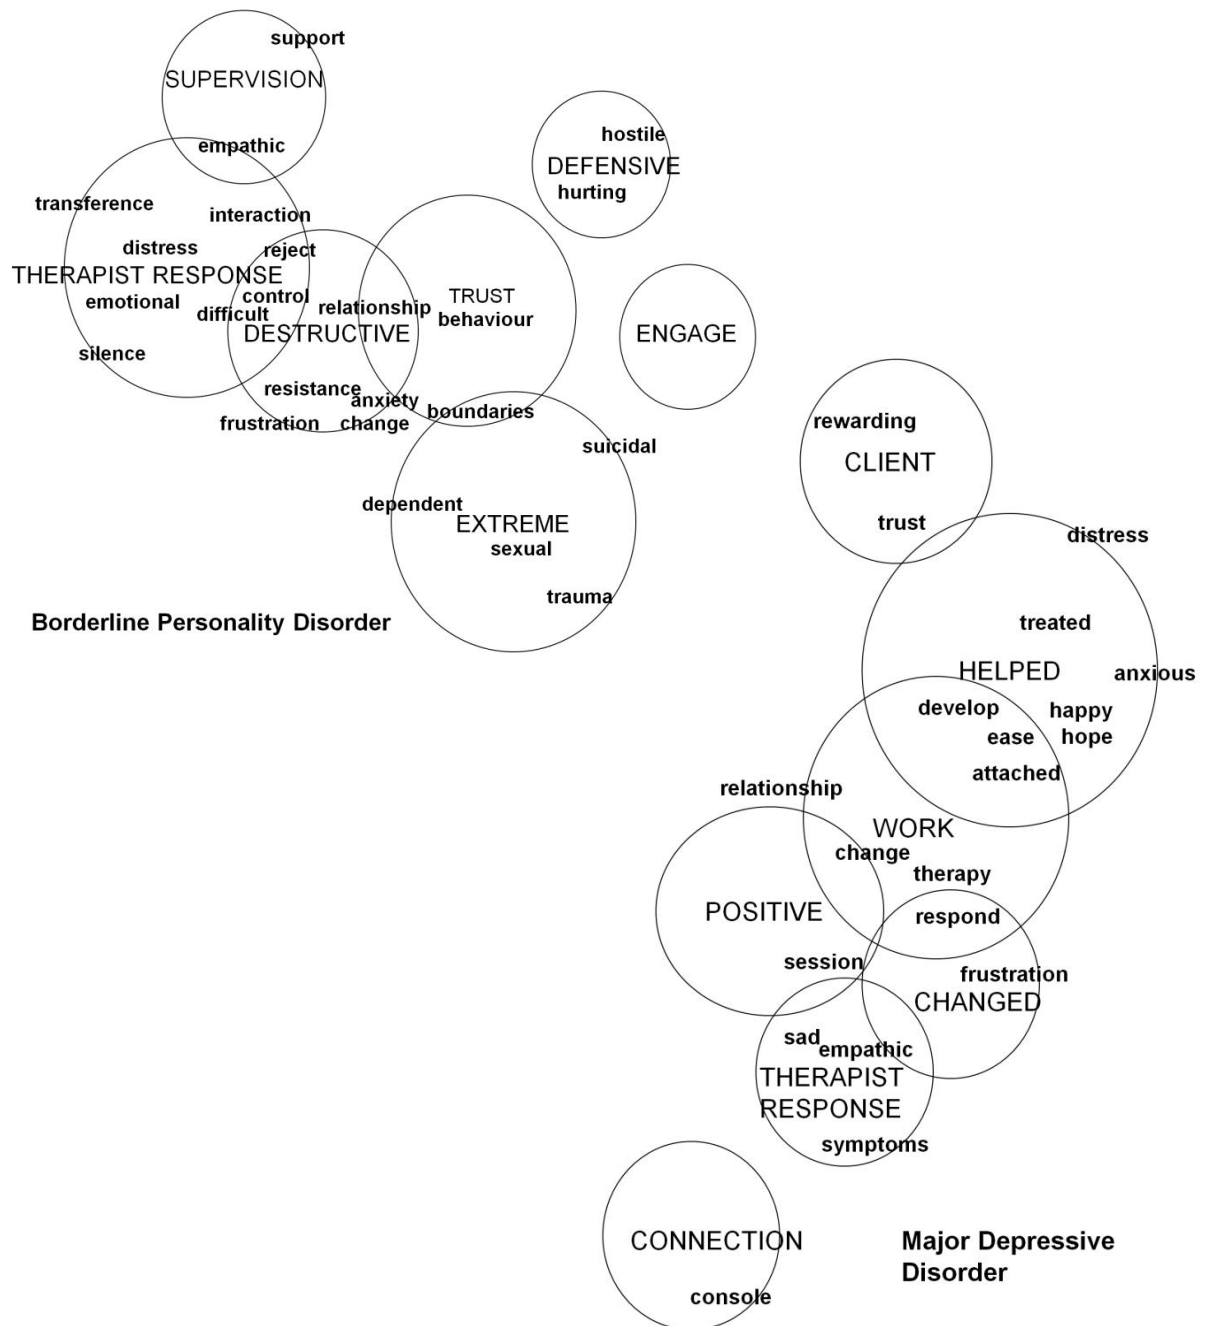 support
SUPERVISION
empathic
hostile
DEFENSIVE
hurting
transference
interaction
distress
reject
THERAPIST RESPONSE
emotional
control
difficult
relationship
DESTRUCTIVE
silence
TRUST
behaviour
ENGAGE
resistance
anxiety
frustration
change
boundaries
suicidal
dependent
EXTREME
sexual
trauma
Borderline Personality Disorder
rewarding
CLIENT
trust
distress
treated
HELPED
anxious
develop
happy
ease
hope
attached
relationship
WORK
change
therapy
POSITIVE
respond
session
frustration
CHANGED
sad
empathic
THERAPIST
RESPONSE
symptoms
CONNECTION
console
Major Depressive
Disorder